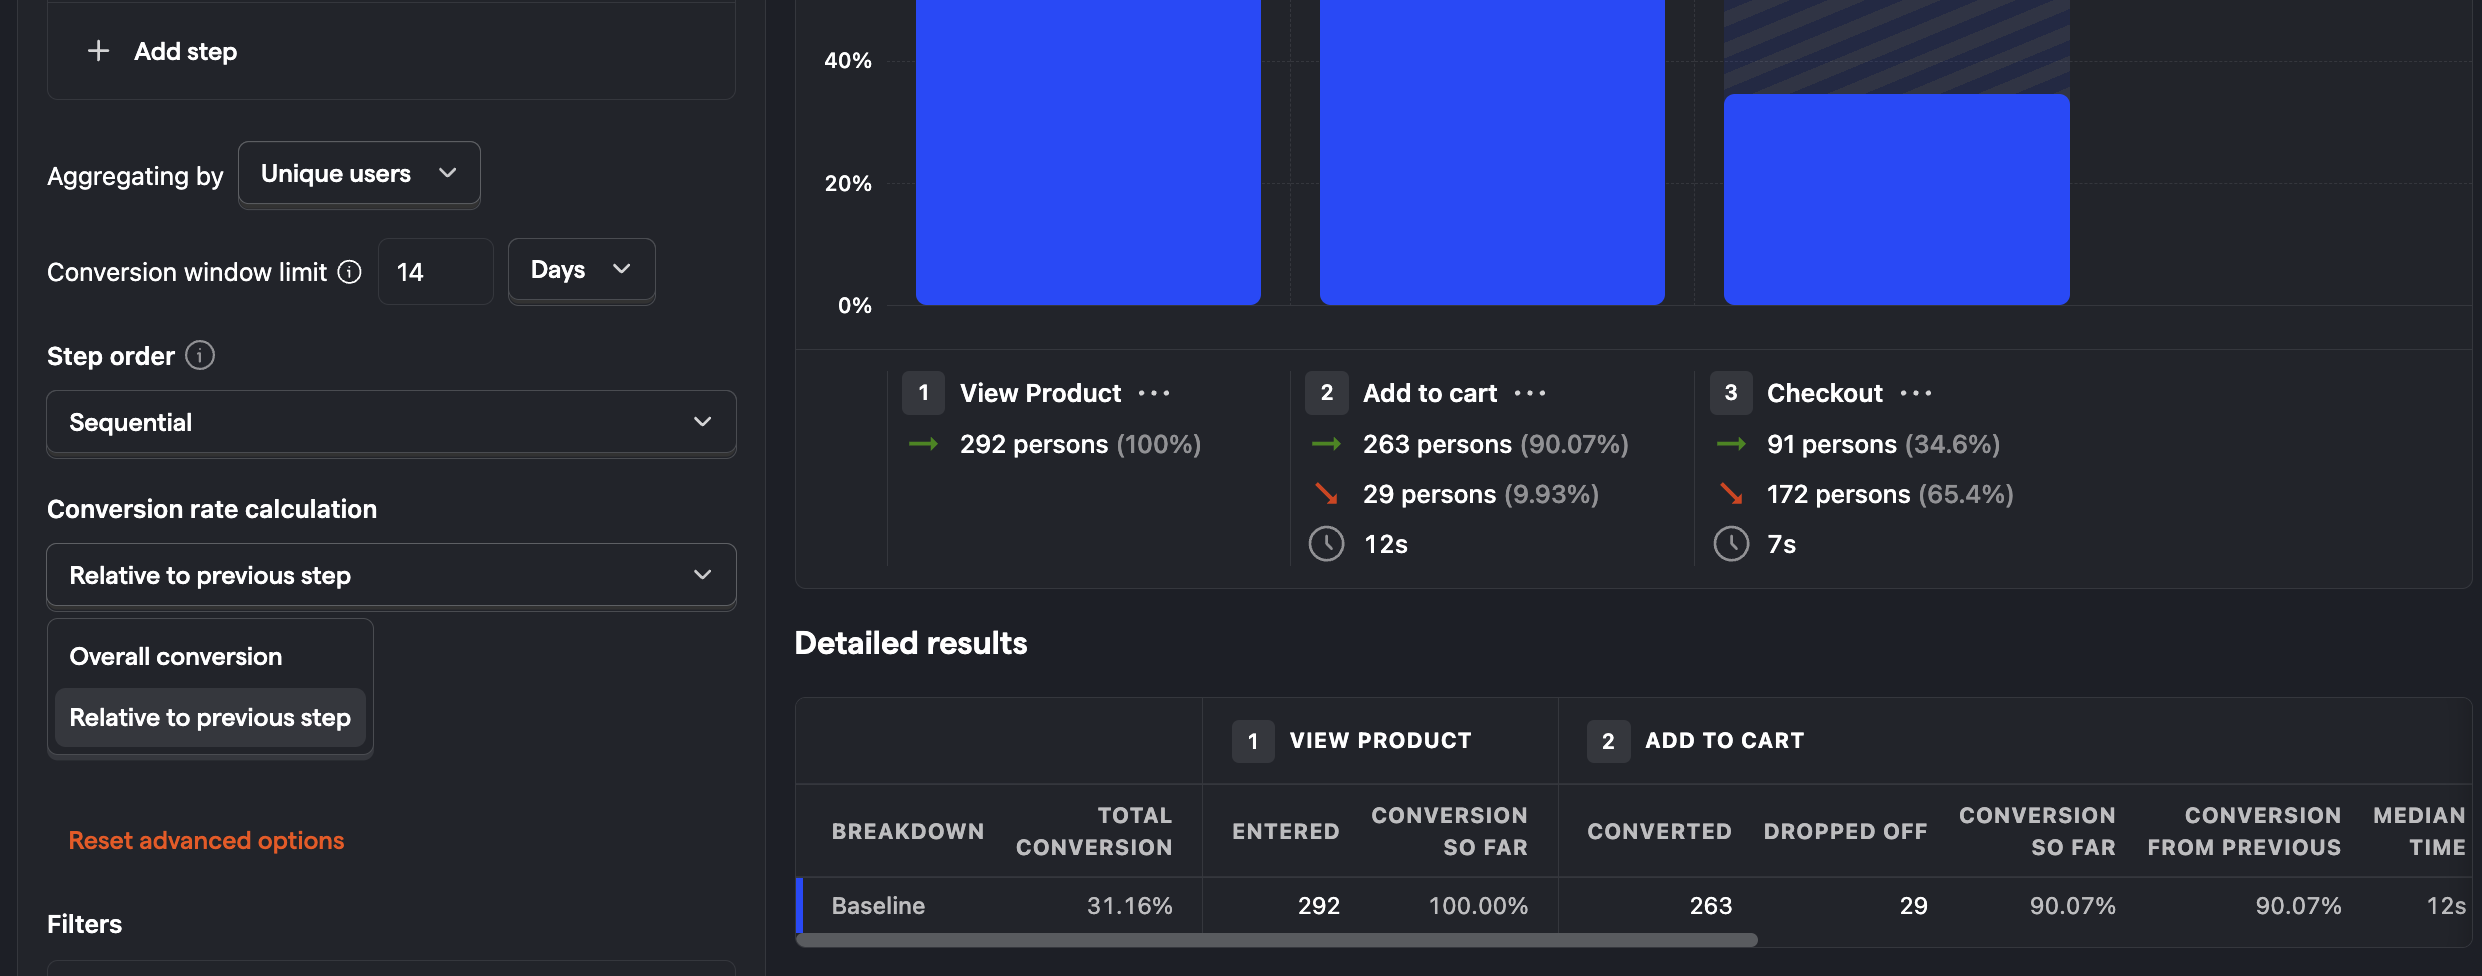 Add step
Aggregating by Unique users
Conversion window limit 14 Days
Step order
Sequential
Conversion rate calculation
Relative to previous step
Overall conversion
Relative to previous step
Reset advanced options
Filters
40%
20%
0%
1 View Product ...
292 persons (100%)
2 Add to cart ...
263 persons (90.07%)
29 persons (9.93%)
12s
3 Checkout ...
91 persons (34.6%)
172 persons (65.4%)
7s
Detailed results
1 VIEW PRODUCT 2 ADD TO CART
BREAKDOWN TOTAL CONVERSION ENTERED CONVERSION SO FAR CONVERTED DROPPED OFF CONVERSION SO FAR CONVERSION FROM PREVIOUS MEDIAN TIME
Baseline 31.16% 292 100.00% 263 29 90.07% 90.07% 12s